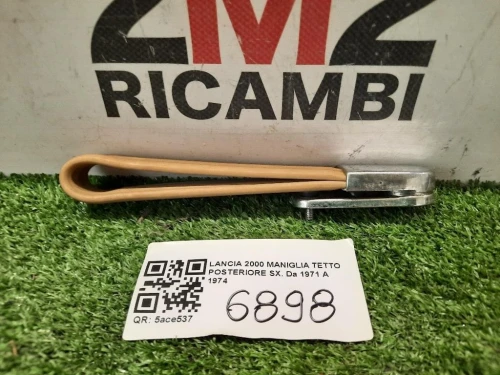 2M2
RICAMBI
LANCIA 2000 MANIGLIA TETTO
POSTERIORE SX. Da 1971 A
1974
6898
QR: 5ace537